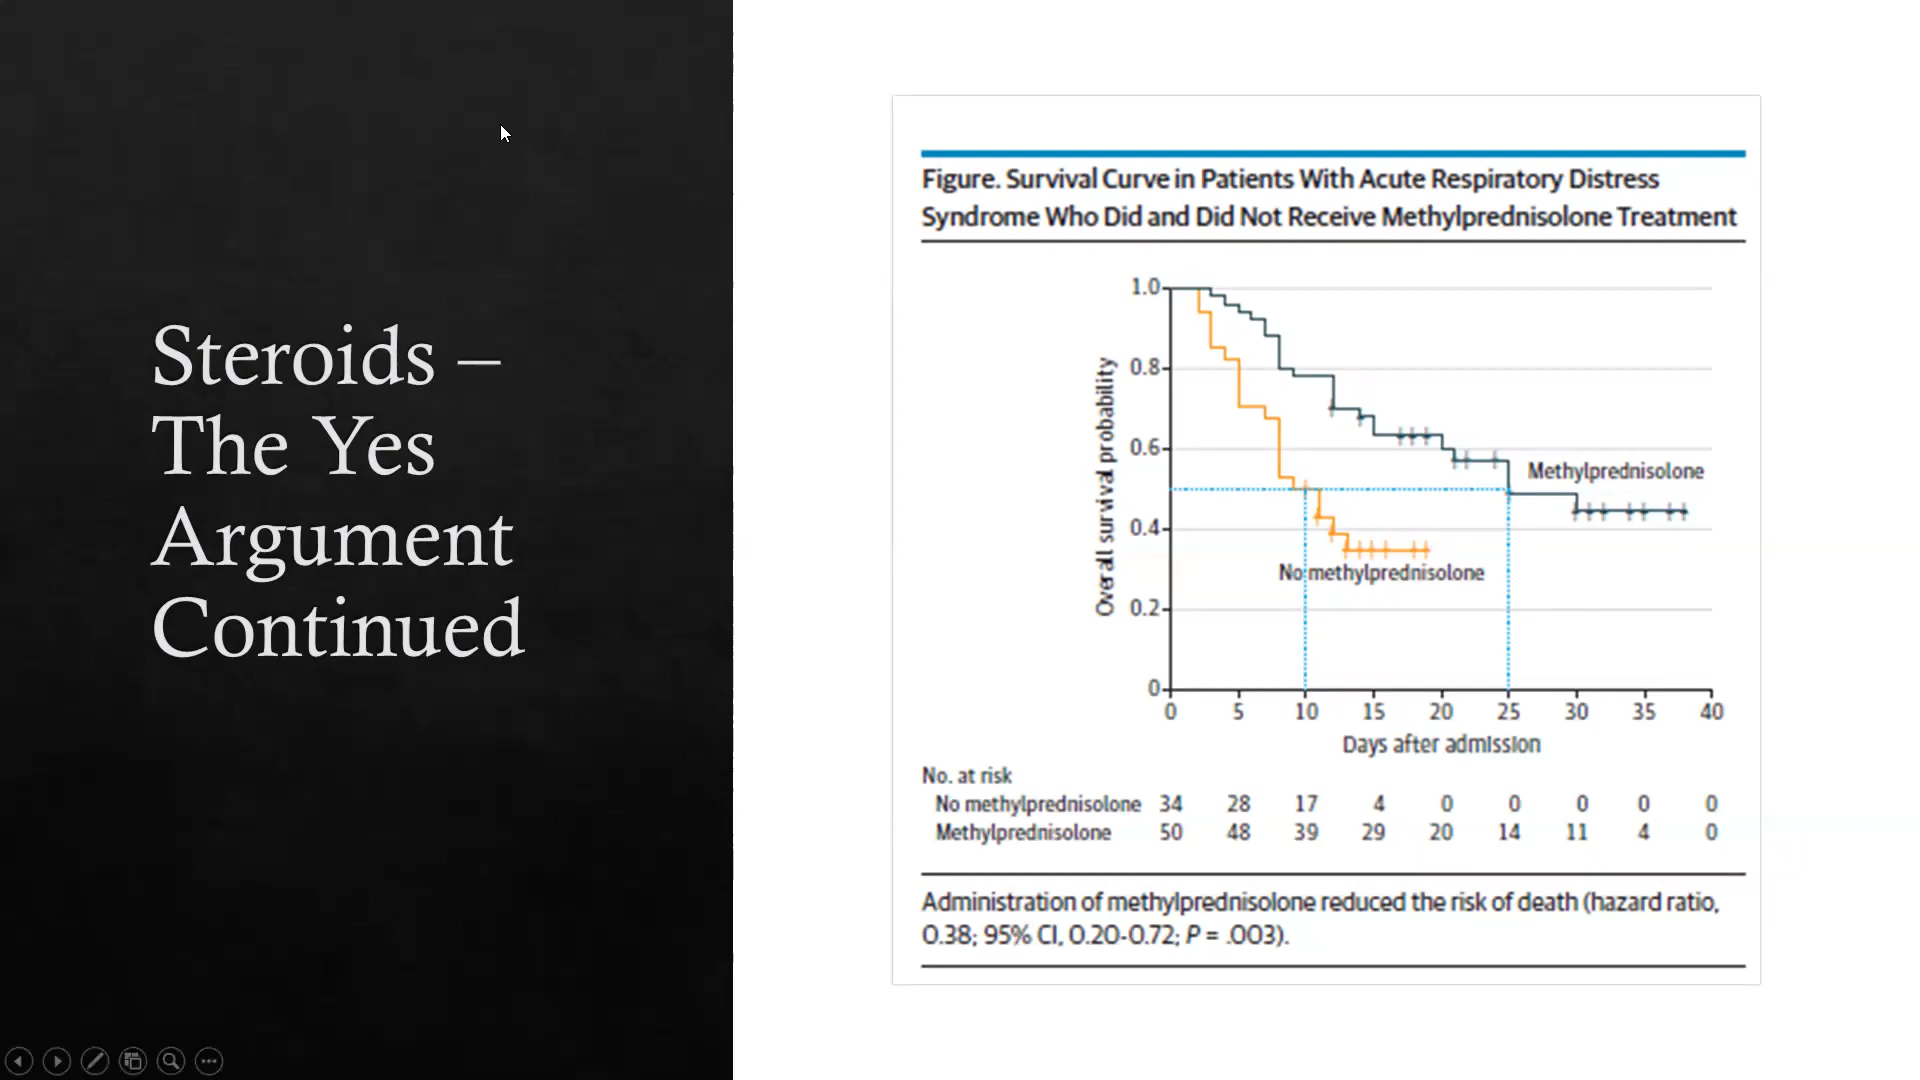 Steroids –
The Yes
Argument
Continued
Figure. Survival Curve in Patients With Acute Respiratory Distress
Syndrome Who Did and Did Not Receive Methylprednisolone Treatment
Overall survival probability
1.0
0.8
0.6
0.4
0.2
0
Methylprednisolone
No methylprednisolone
0 5 10 15 20 25 30 35 40
Days after admission
No. at risk
No methylprednisolone 34 28 17 4 0 0 0 0 0
Methylprednisolone 50 48 39 29 20 14 11 4 0
Administration of methylprednisolone reduced the risk of death (hazard ratio,
0.38; 95% CI, 0.20-0.72; P = .003).